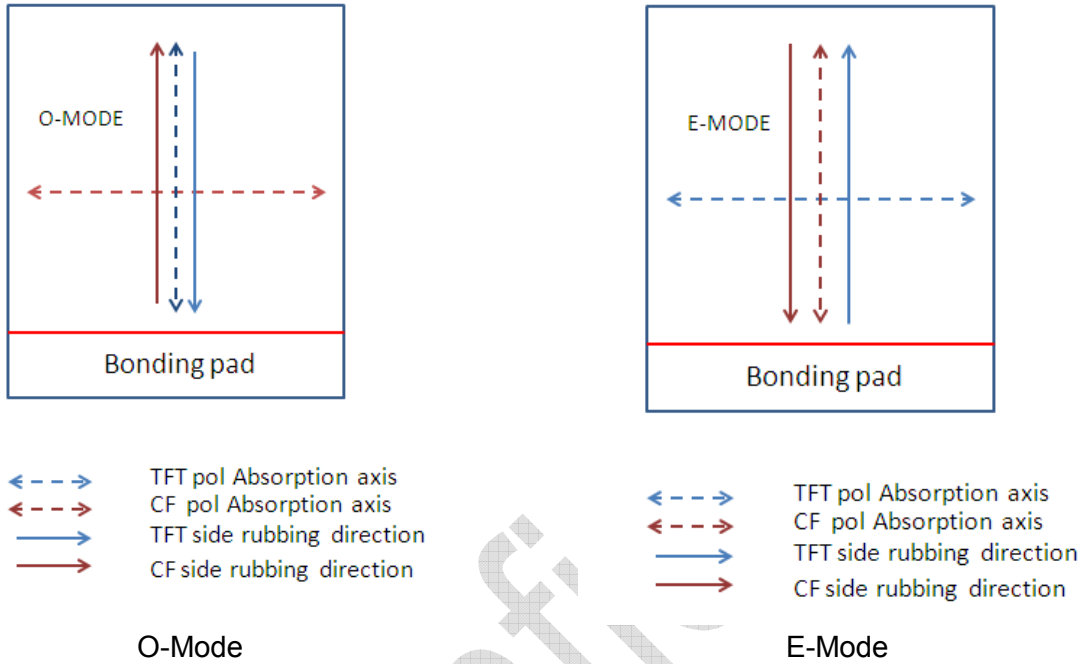 O-MODE
Bonding pad
TFT pol Absorption axis
CF pol Absorption axis
TFT side rubbing direction
CF side rubbing direction
O-Mode
E-MODE
Bonding pad
TFT pol Absorption axis
CF pol Absorption axis
TFT side rubbing direction
CF side rubbing direction
E-Mode